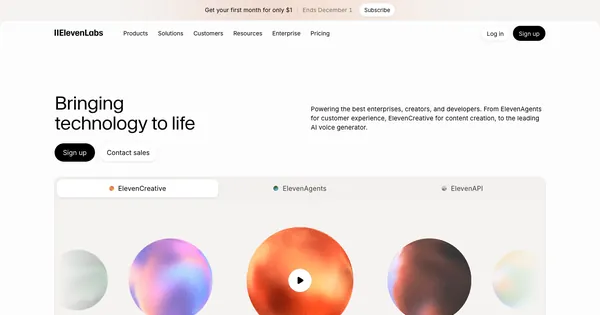 Get your first month for only $1 | Ends December 1 Subscribe
IIElevenLabs Products Solutions Customers Resources Enterprise Pricing Log in Sign up
Bringing
technology to life
Powering the best enterprises, creators, and developers. From ElevenAgents
for customer experience, ElevenCreative for content creation, to the leading
AI voice generator.
Sign up Contact sales
ElevenCreative ElevenAgents ElevenAPI